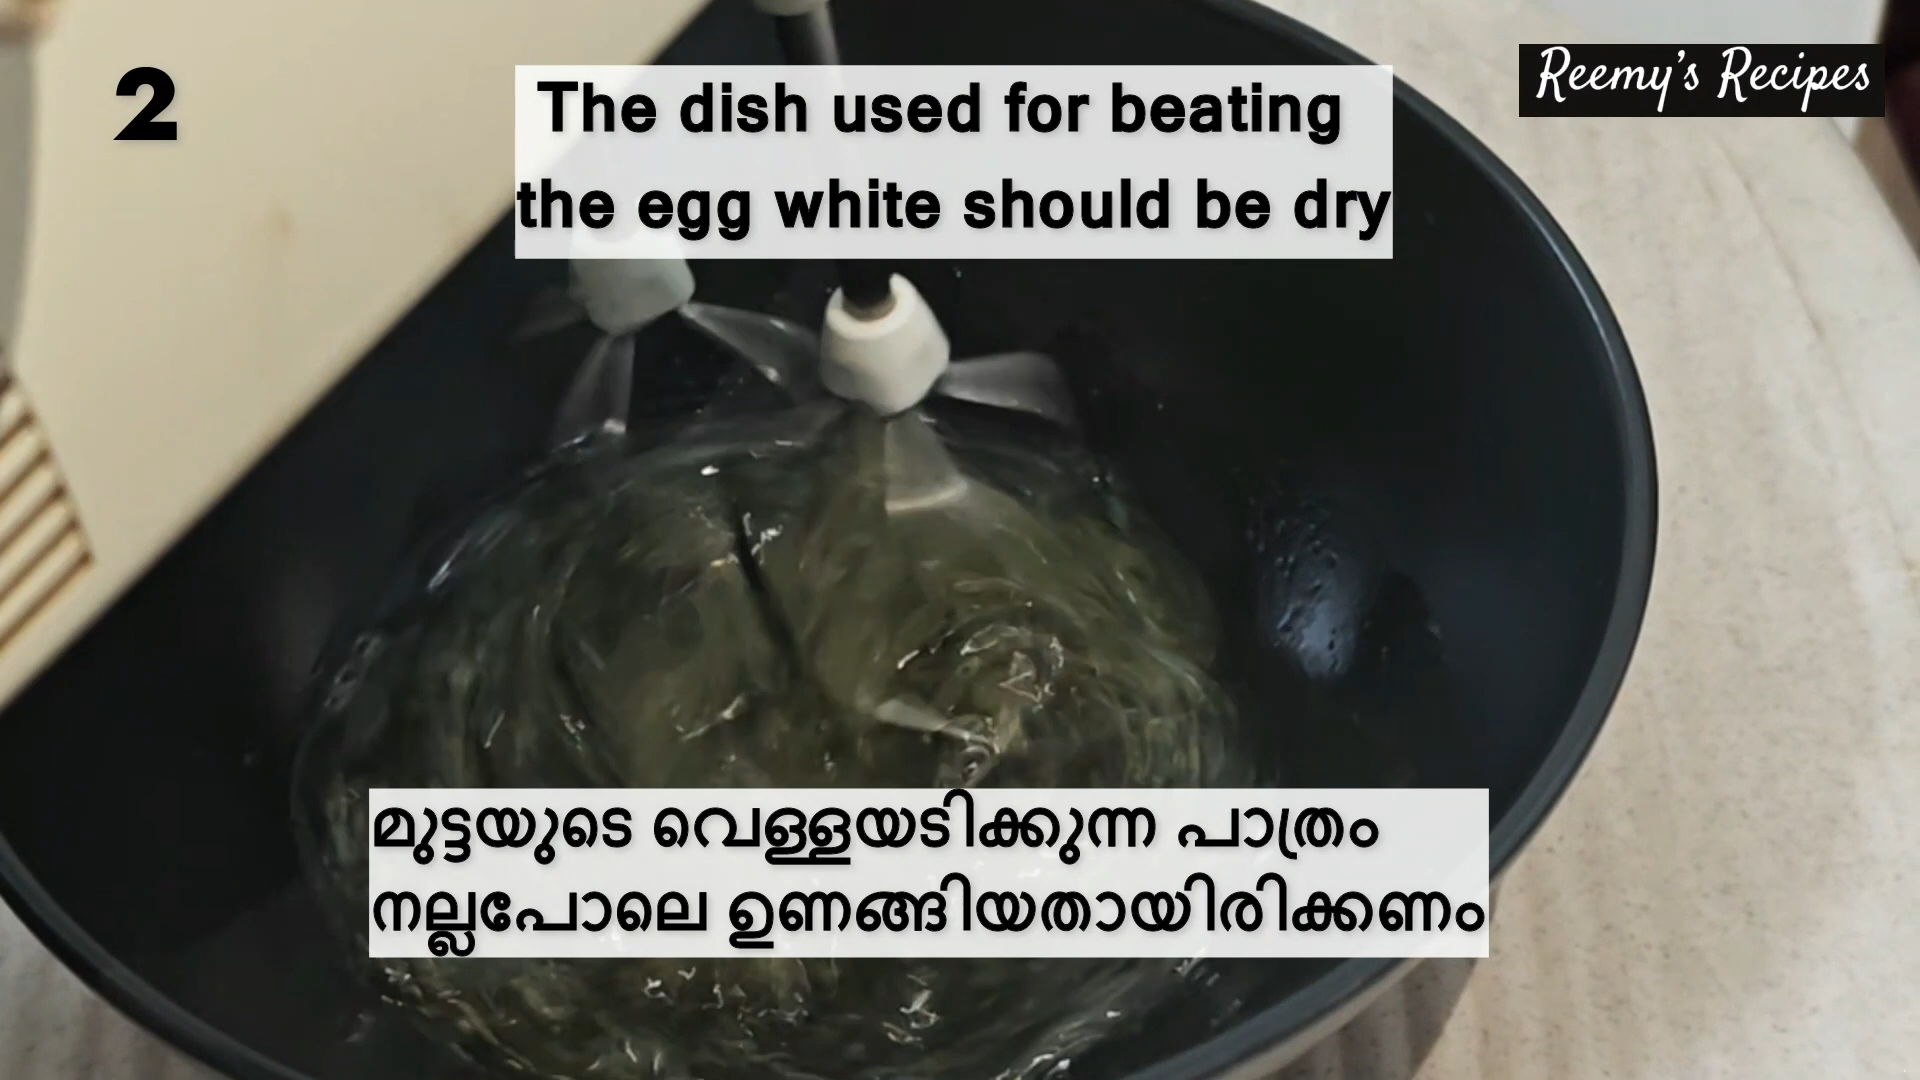 2
The dish used for beating
the egg white should be dry
Reemy's Recipes
മുട്ടയുടെ വെള്ളയടിക്കുന്ന പാത്രം
നല്ലപോലെ ഉണങ്ങിയതായിരിക്കണം